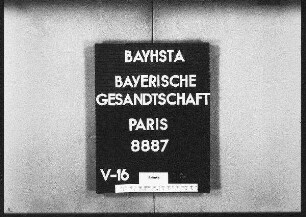 BAYHSTA
BAYERISCHE
GESANDTSCHAFT
PARIS
8887
V-16